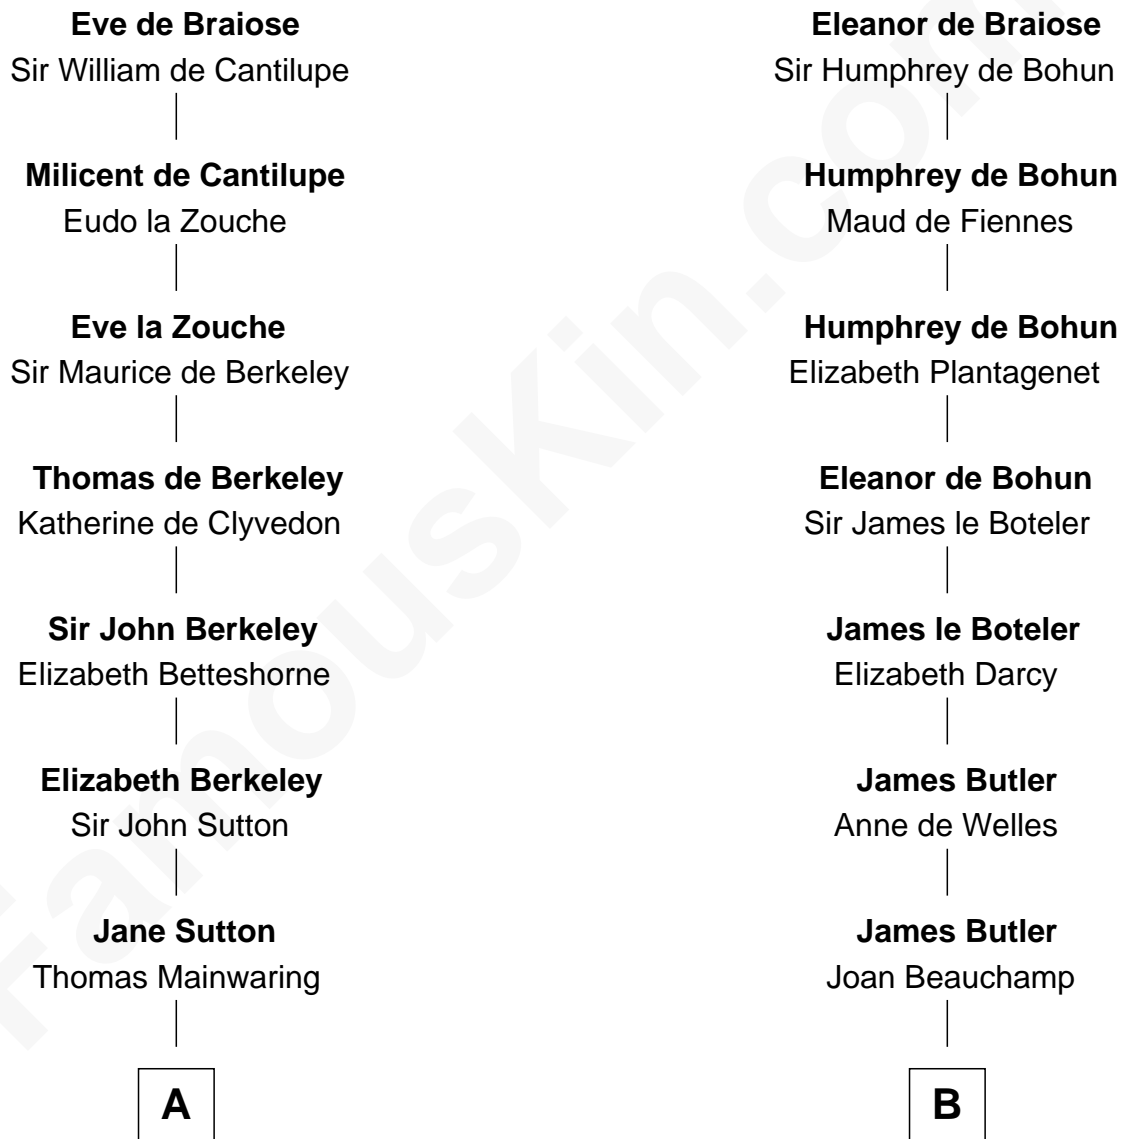 Eve de Braiose
Sir William de Cantilupe
Milicent de Cantilupe
Eudo la Zouche
Eve la Zouche
Sir Maurice de Berkeley
Thomas de Berkeley
Katherine de Clyvedon
Sir John Berkeley
Elizabeth Betteshorne
Elizabeth Berkeley
Sir John Sutton
Jane Sutton
Thomas Mainwaring
A
Eleanor de Braiose
Sir Humphrey de Bohun
Humphrey de Bohun
Maud de Fiennes
Humphrey de Bohun
Elizabeth Plantagenet
Eleanor de Bohun
Sir James le Boteler
James le Boteler
Elizabeth Darcy
James Butler
Anne de Welles
James Butler
Joan Beauchamp
B
FamousKin.com